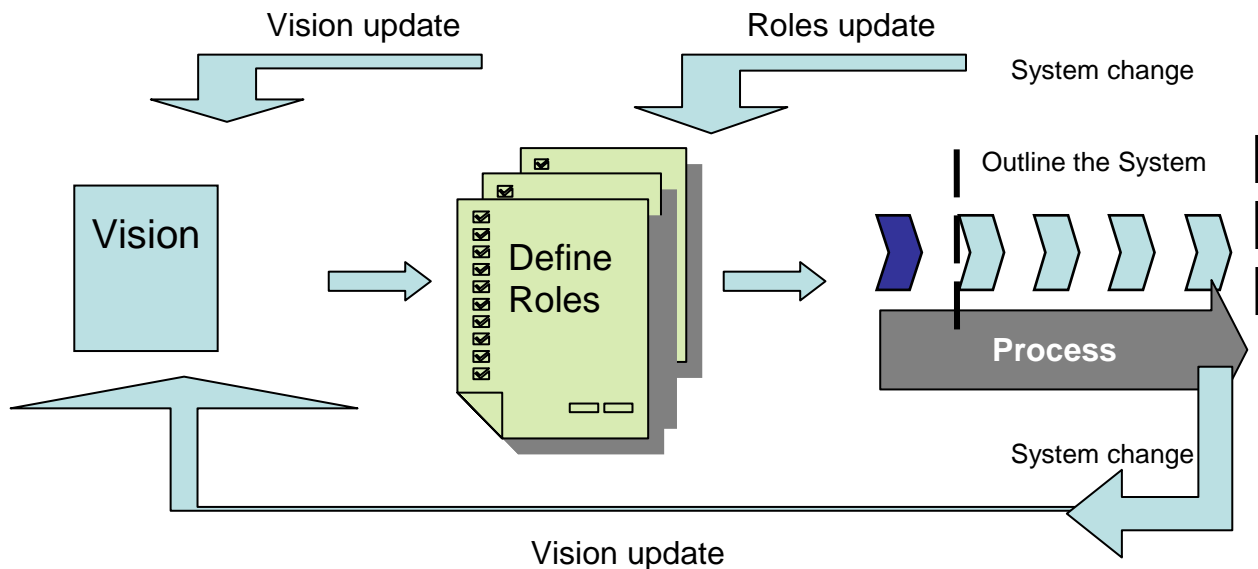 Vision update
Roles update
System change
Outline the System
Vision
Define
Roles
Process
System change
Vision update